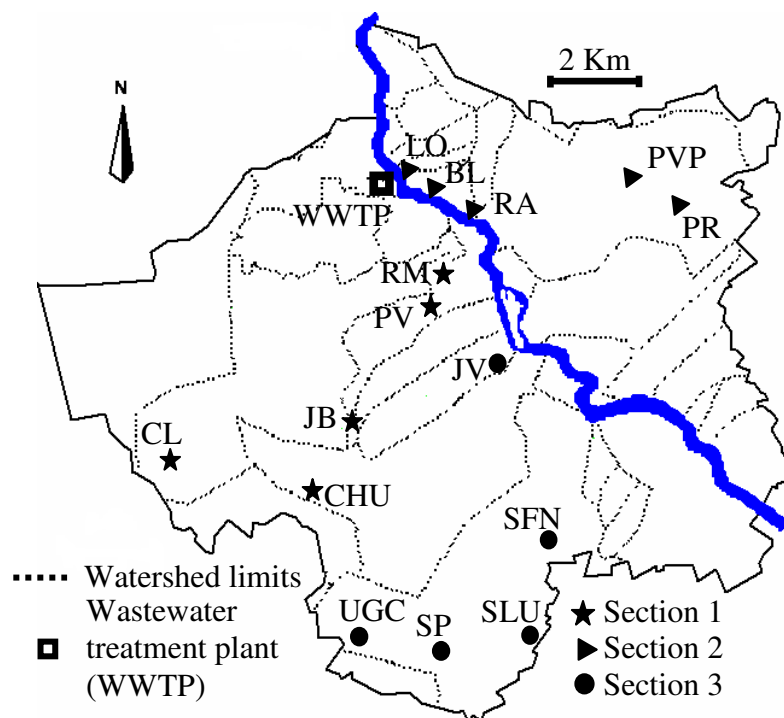 N
2 Km
LO
BL
PVP
WWTP
RA
PR
RM
PV
JV
JB
CL
CHU
SFN
Watershed limits
Wastewater
treatment plant
(WWTP)
UGC
SP
SLU
Section 1
Section 2
Section 3